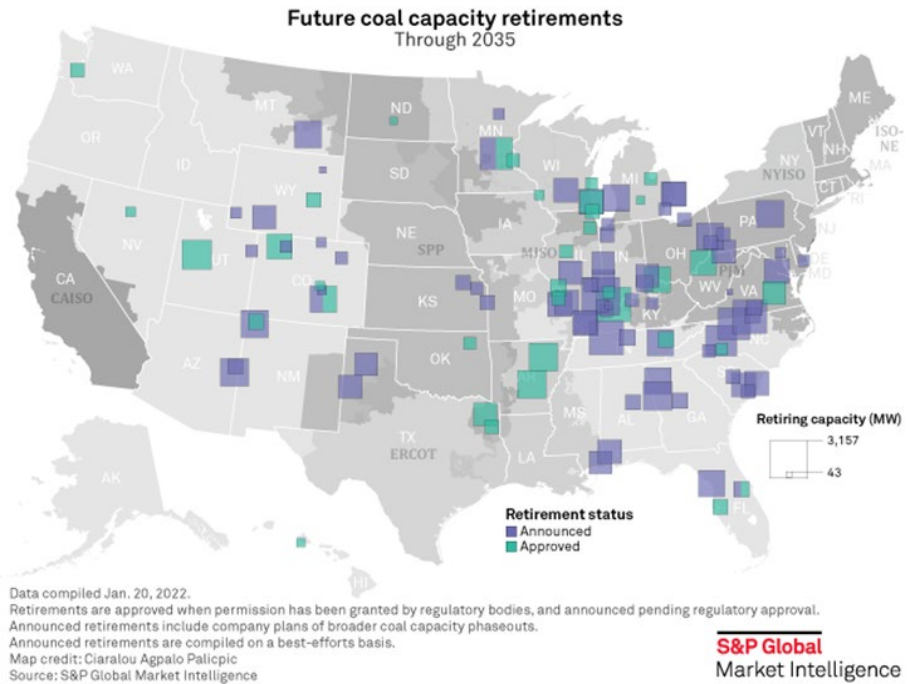 Future coal capacity retirements
Through 2035
WA
MT
ND
MN
ME
OR
ID
SD
WI
MI
VT
NH
ISO-
NE
NY
NYISO
MA
WY
CT
RI
IA
PA
NV
NE
SPP
NJ
UT
MISO
IL
IN
OH
PJM
DE
MD
CA
CAISO
CO
KS
MO
WV
VA
KY
AZ
NM
OK
AR
NC
S
TX
ERCOT
MS
AL
GA
LA
Retiring capacity (MW)
3,157
43
AK
FL
Retirement status
Announced
Approved
HI
Data compiled Jan. 20, 2022.
Retirements are approved when permission has been granted by regulatory bodies, and announced pending regulatory approval.
Announced retirements include company plans of broader coal capacity phaseouts.
Announced retirements are compiled on a best-efforts basis.
Map credit: Ciaralou Agpalo Palicpic
Source: S&P Global Market Intelligence
S&P Global
Market Intelligence